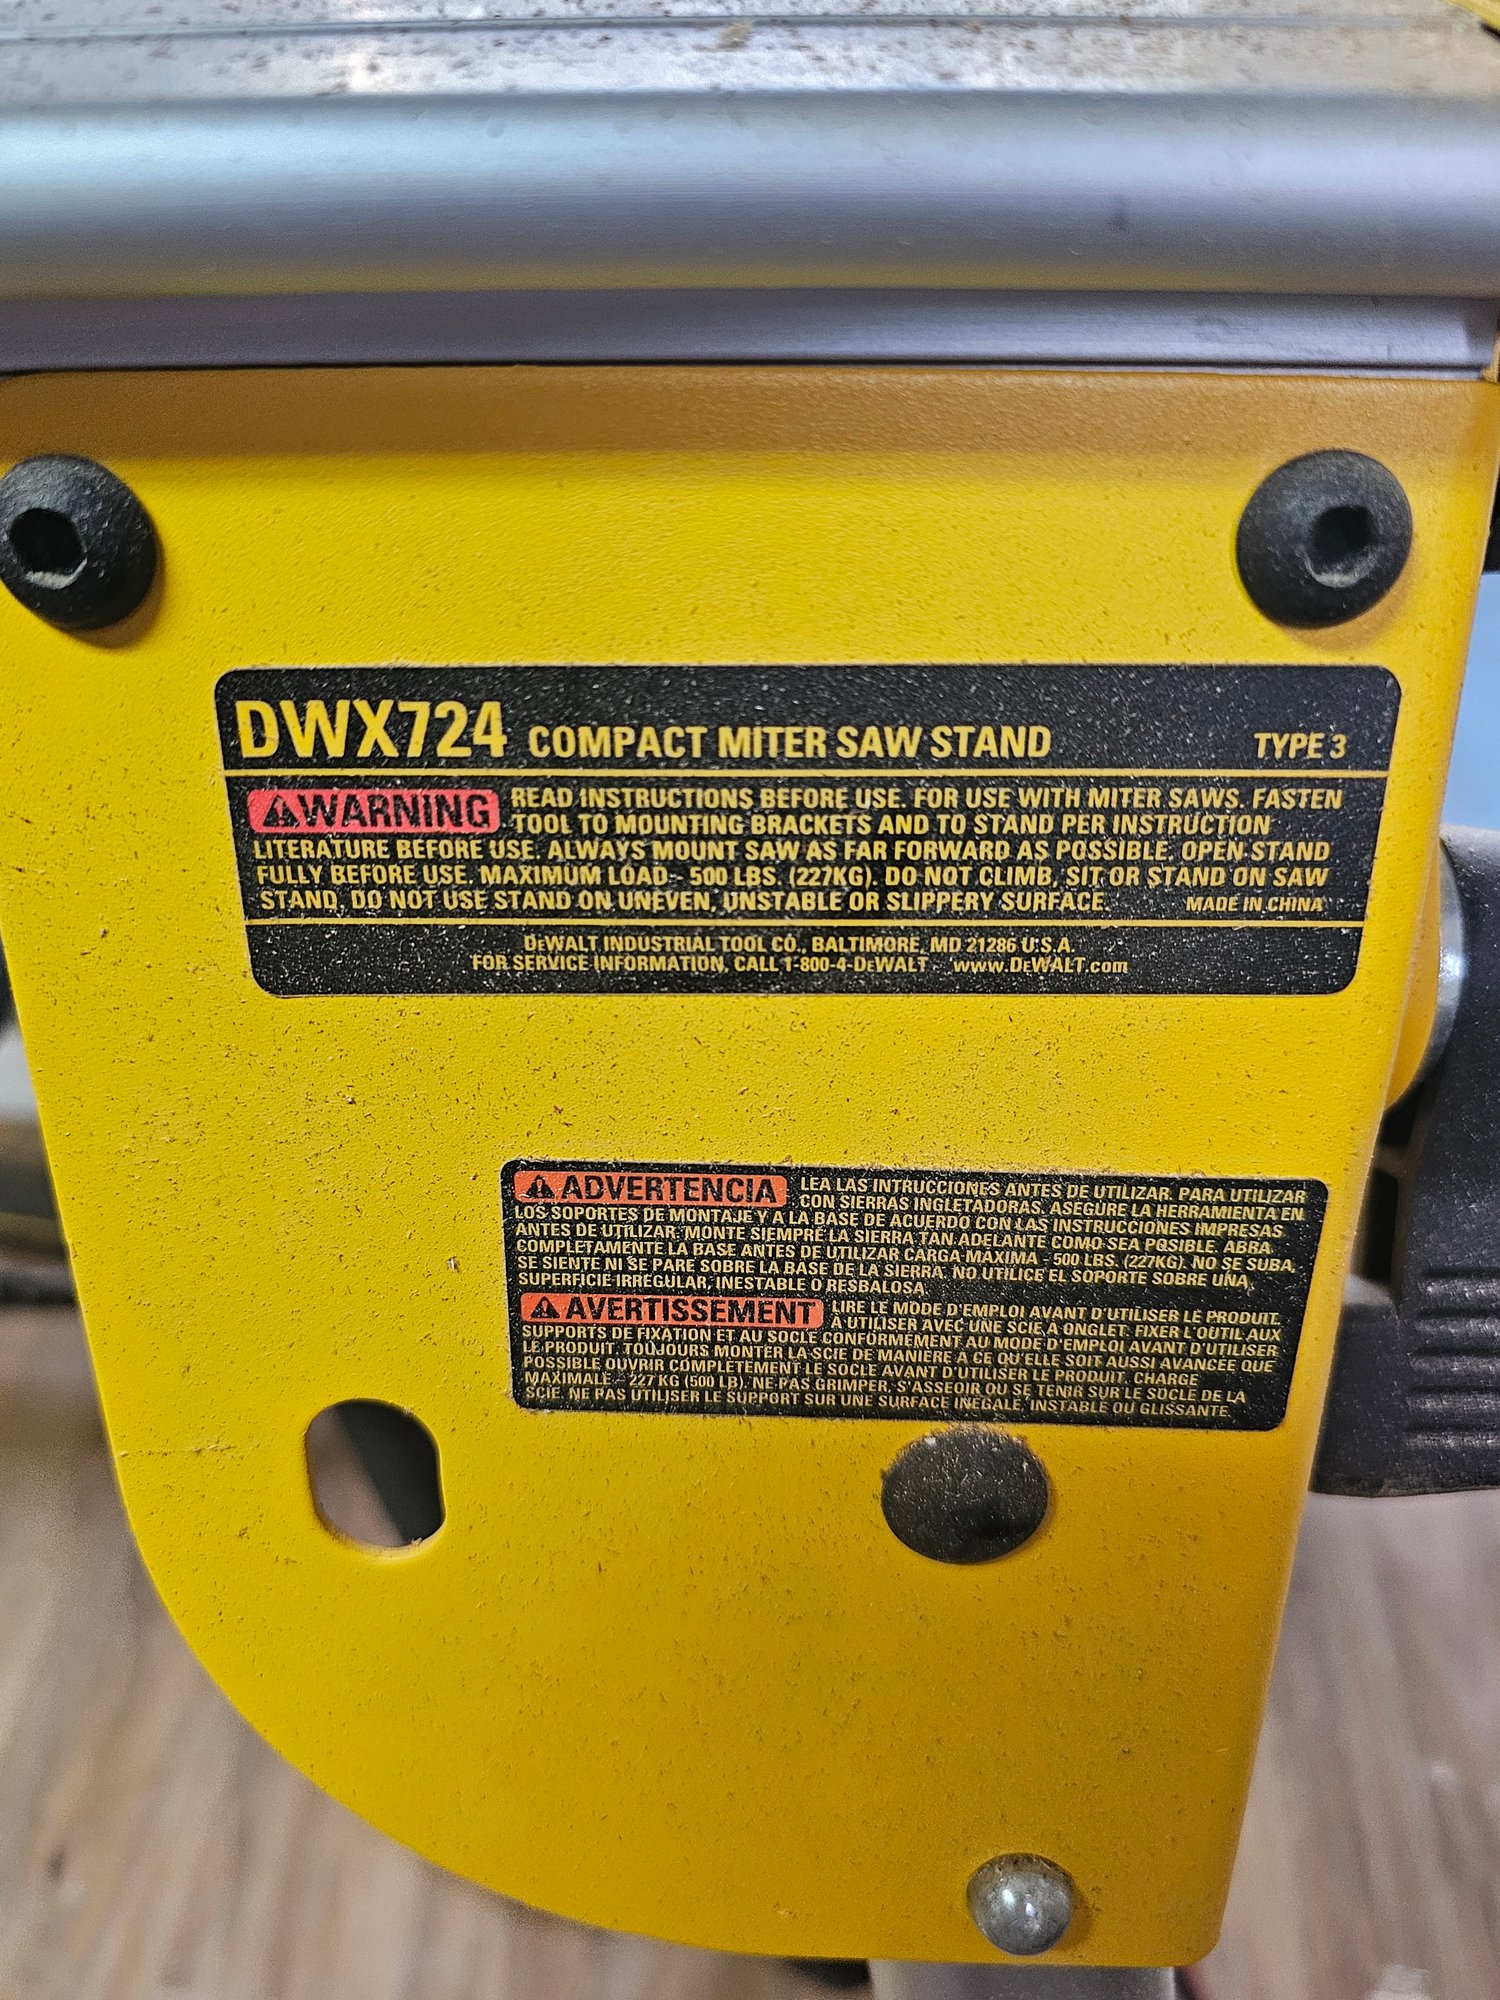 DWX724 COMPACT MITER SAW STAND TYPE 3
WARNING READ INSTRUCTIONS BEFORE USE. FOR USE WITH MITER SAWS. FASTEN
TOOL TO MOUNTING BRACKETS AND TO STAND PER INSTRUCTION
LITERATURE BEFORE USE. ALWAYS MOUNT SAW AS FAR FORWARD AS POSSIBLE. OPEN STAND
FULLY BEFORE USE. MAXIMUM LOAD - 500 LBS. (227KG). DO NOT CLIMB, SIT OR STAND ON SAW
STAND. DO NOT USE STAND ON UNEVEN, UNSTABLE OR SLIPPERY SURFACE. MADE IN CHINA
DEWALT INDUSTRIAL TOOL CO., BALTIMORE, MD 21286 U.S.A.
FOR SERVICE INFORMATION, CALL 1-800-4-DEWALT www.DEWALT.com
ADVERTENCIA LEA LAS INTRUCCIONES ANTES DE UTILIZAR. PARA UTILIZAR
CON SIERRAS INGLETADORAS. ASEGURE LA HERRAMIENTA EN
LOS SOPORTES DE MONTAJE Y A LA BASE DE ACUERDO CON LAS INSTRUCCIONES IMPRESAS
ANTES DE UTILIZAR. MONTE SIEMPRE LA SIERRA TAN ADELANTE COMO SEA POSIBLE. ABRA
COMPLETAMENTE LA BASE ANTES DE UTILIZAR CARGA MAXIMA - 500 LBS. (227KG). NO SE SUBA,
SE SIENTE NI SE PARE SOBRE LA BASE DE LA SIERRA. NO UTILICE EL SOPORTE SOBRE UNA
SUPERFICIE IRREGULAR, INESTABLE O RESBALOSA.
AVERTISSEMENT LIRE LE MODE D'EMPLOI AVANT D'UTILISER LE PRODUIT.
À UTILISER AVEC UNE SCIE À ONGLET. FIXER L'OUTIL AUX
SUPPORTS DE FIXATION ET AU SOCLE CONFORMEMENT AU MODE D'EMPLOI AVANT D'UTILISER
LE PRODUIT. TOUJOURS MONTER LA SCIE DE MANIERE À CE QU'ELLE SOIT AUSSI AVANCÉE QUE
POSSIBLE OUVRIR COMPLETEMENT LE SOCLE AVANT D'UTILISER LE PRODUIT. CHARGE
MAXIMALE - 227 KG (500 LB). NE PAS GRIMPER, S'ASSEOIR OU SE TENIR SUR LE SOCLE DE LA
SCIE. NE PAS UTILISER LE SUPPORT SUR UNE SURFACE INÉGALE, INSTABLE OU GLISSANTE.